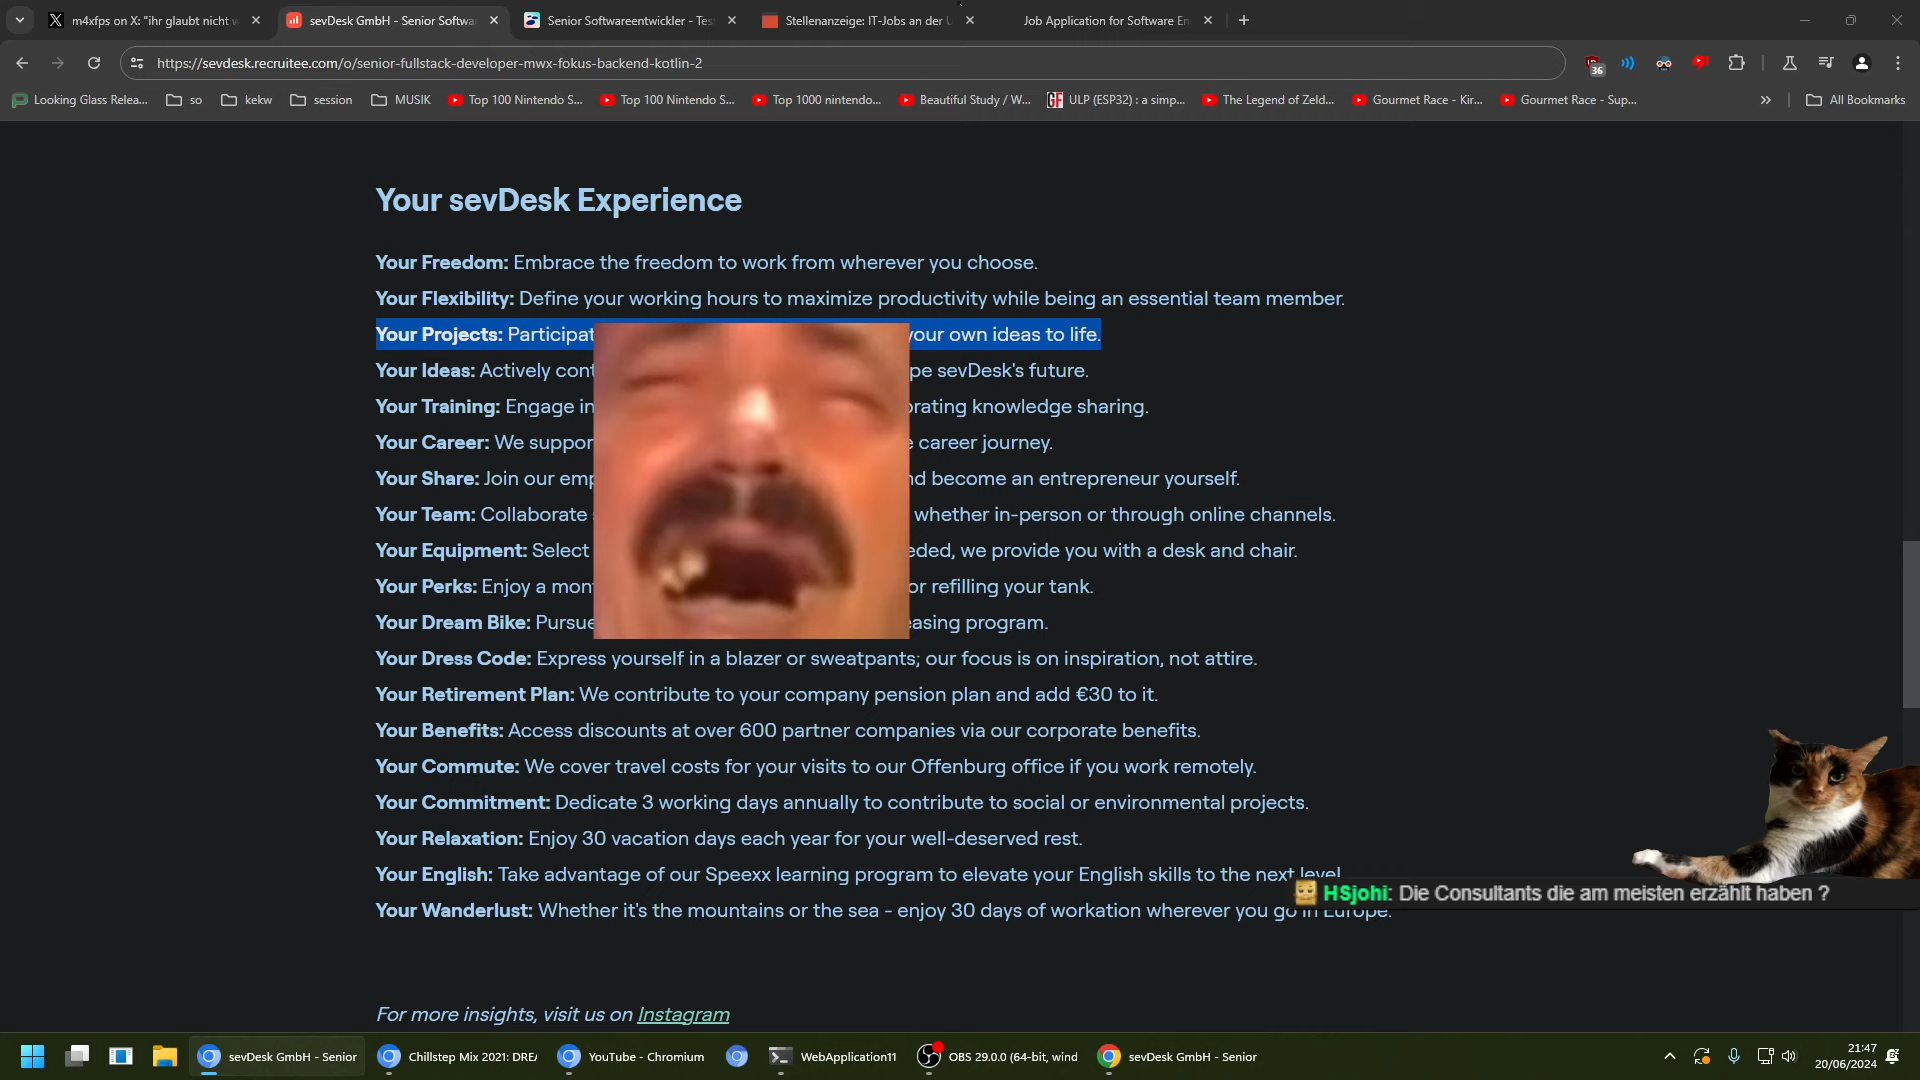 m4xfps on X: "ihr glaubt nicht w
sevDesk GmbH - Senior Softwa
Senior Softwareentwickler - Tes
Stellenanzeige: IT-Jobs an der U
Job Application for Software En
https://sevdesk.recruitee.com/o/senior-fullstack-developer-mwx-fokus-backend-kotlin-2
36
Looking Glass Relea...
so
kekw
session
MUSIK
Top 100 Nintendo S...
Top 100 Nintendo S...
Top 1000 nintendo...
Beautiful Study / W...
GF
ULP (ESP32) : a simp...
The Legend of Zeld...
Gourmet Race - Kir...
Gourmet Race - Sup...
All Bookmarks
Your sevDesk Experience
Your Freedom: Embrace the freedom to work from wherever you choose.
Your Flexibility: Define your working hours to maximize productivity while being an essential team member.
Your Projects: Participat your own ideas to life.
Your Ideas: Actively cont pe sevDesk's future.
Your Training: Engage in orating knowledge sharing.
Your Career: We suppor e career journey.
Your Share: Join our emp nd become an entrepreneur yourself.
Your Team: Collaborate whether in-person or through online channels.
Your Equipment: Select eded, we provide you with a desk and chair.
Your Perks: Enjoy a mon or refilling your tank.
Your Dream Bike: Pursue easing program.
Your Dress Code: Express yourself in a blazer or sweatpants; our focus is on inspiration, not attire.
Your Retirement Plan: We contribute to your company pension plan and add €30 to it.
Your Benefits: Access discounts at over 600 partner companies via our corporate benefits.
Your Commute: We cover travel costs for your visits to our Offenburg office if you work remotely.
Your Commitment: Dedicate 3 working days annually to contribute to social or environmental projects.
Your Relaxation: Enjoy 30 vacation days each year for your well-deserved rest.
Your English: Take advantage of our Speexx learning program to elevate your English skills to the next level.
HSjohi: Die Consultants die am meisten erzählt haben ?
Your Wanderlust: Whether it's the mountains or the sea - enjoy 30 days of workation wherever you go in Europe.
For more insights, visit us on Instagram
sevDesk GmbH - Senior
Chillstep Mix 2021: DREA
YouTube - Chromium
WebApplication11
OBS 29.0.0 (64-bit, wind
sevDesk GmbH - Senior
21:47
20/06/2024